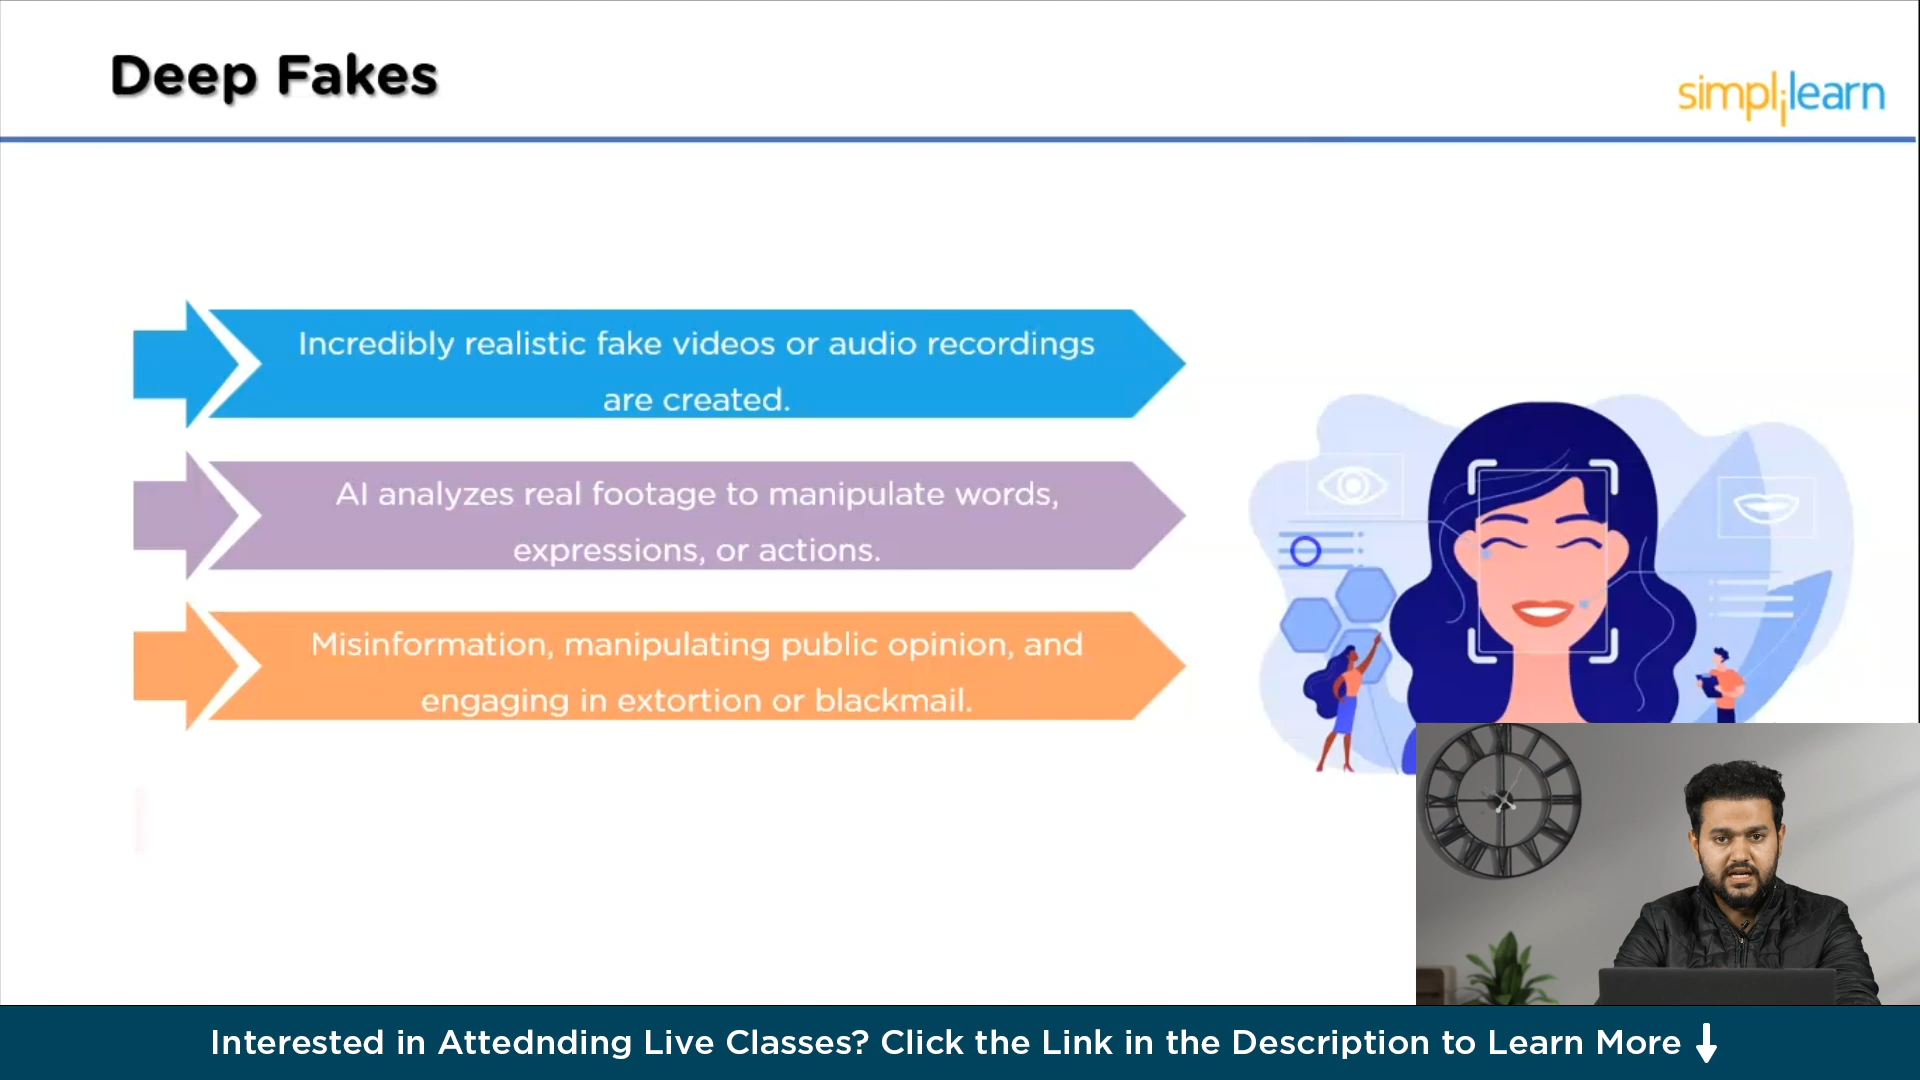 Deep Fakes
simplilearn
Incredibly realistic fake videos or audio recordings
are created.
AI analyzes real footage to manipulate words,
expressions, or actions.
Misinformation, manipulating public opinion, and
engaging in extortion or blackmail.
Interested in Attednding Live Classes? Click the Link in the Description to Learn More